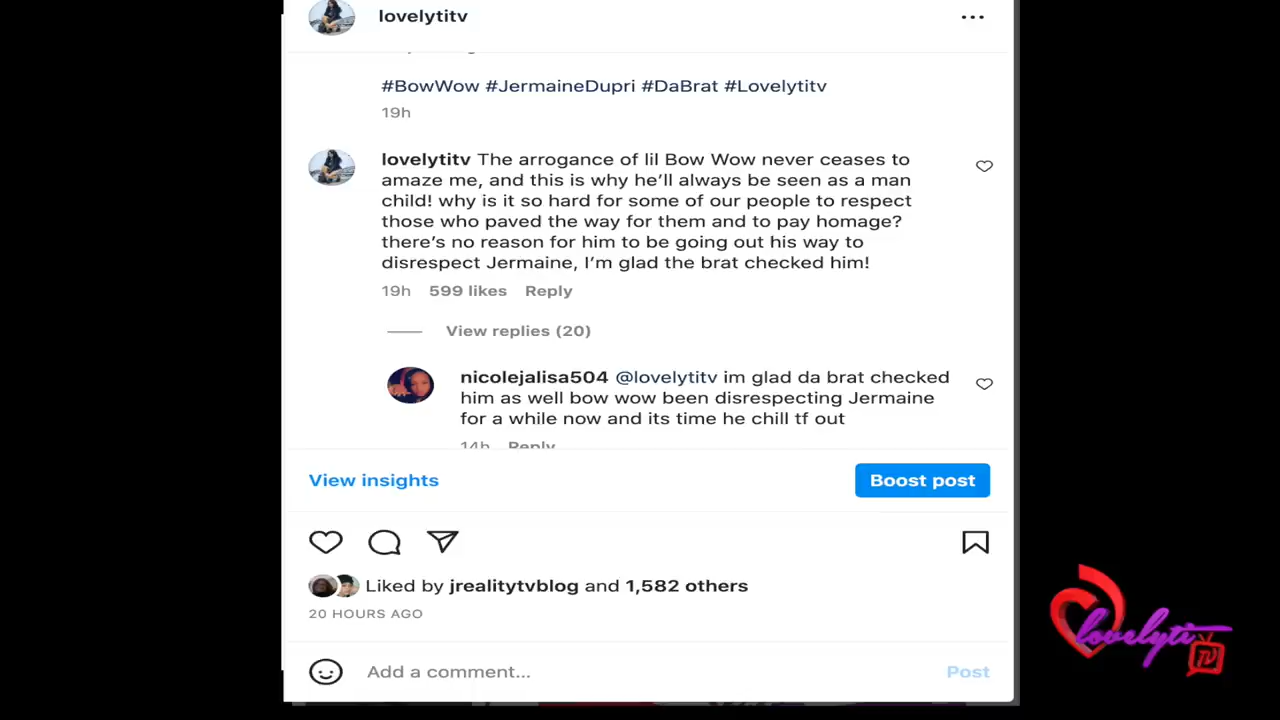 lovelytitv
#BowWow #JermaineDupri #DaBrat #Lovelytitv
19h
lovelytitv The arrogance of lil Bow Wow never ceases to
amaze me, and this is why he'll always be seen as a man
child! why is it so hard for some of our people to respect
those who paved the way for them and to pay homage?
there's no reason for him to be going out his way to
disrespect Jermaine, I'm glad the brat checked him!
19h 599 likes Reply
View replies (20)
nicolejalisa504 @lovelytitv im glad da brat checked
him as well bow wow been disrespecting Jermaine
for a while now and its time he chill tf out
14h Reply
View insights
Boost post
Liked by jrealitytvblog and 1,582 others
20 HOURS AGO
Add a comment...
Post
lovelyti
TV